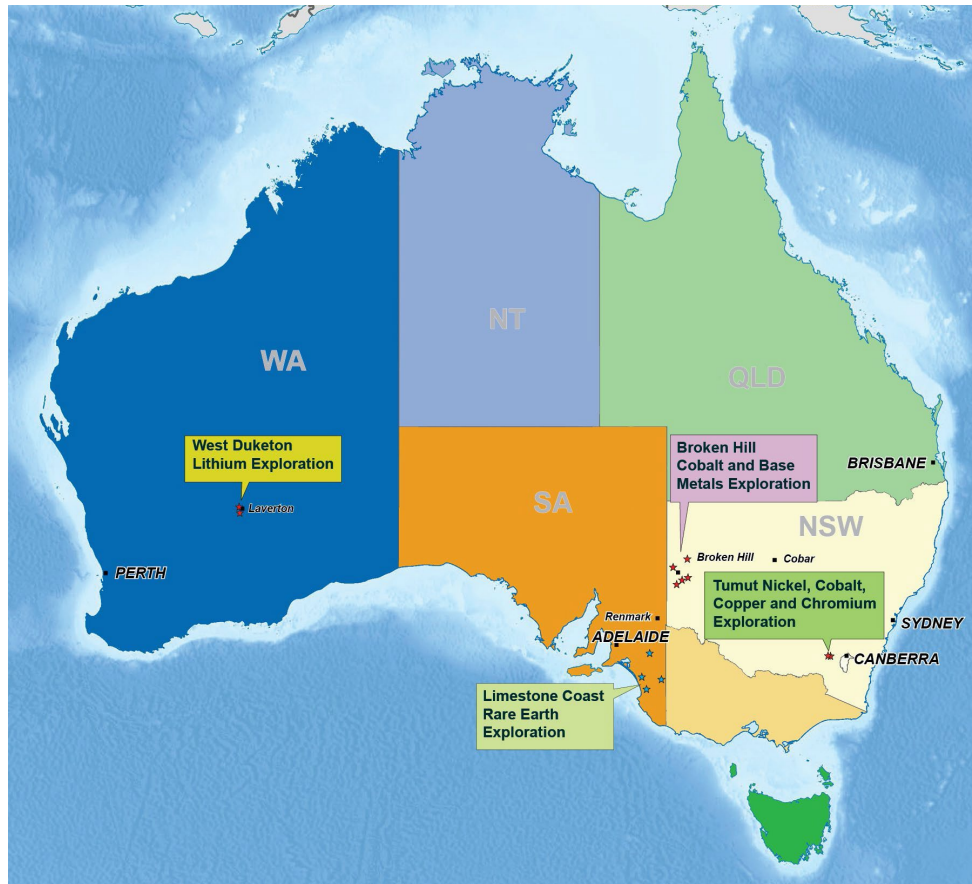 NT
WA
QLD
West Duketon
Lithium Exploration
Broken Hill
Cobalt and Base
Metals Exploration
BRISBANE
SA
Laverton
NSW
Broken Hill
Cobar
PERTH
Tumut Nickel, Cobalt,
Copper and Chromium
Exploration
Renmark
ADELAIDE
SYDNEY
CANBERRA
Limestone Coast
Rare Earth
Exploration